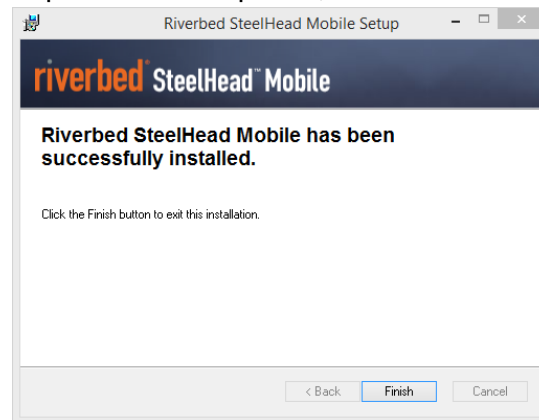 Riverbed SteelHead Mobile Setup
riverbed® SteelHead™ Mobile
Riverbed SteelHead Mobile has been
successfully installed.
Click the Finish button to exit this installation.
< Back Finish Cancel